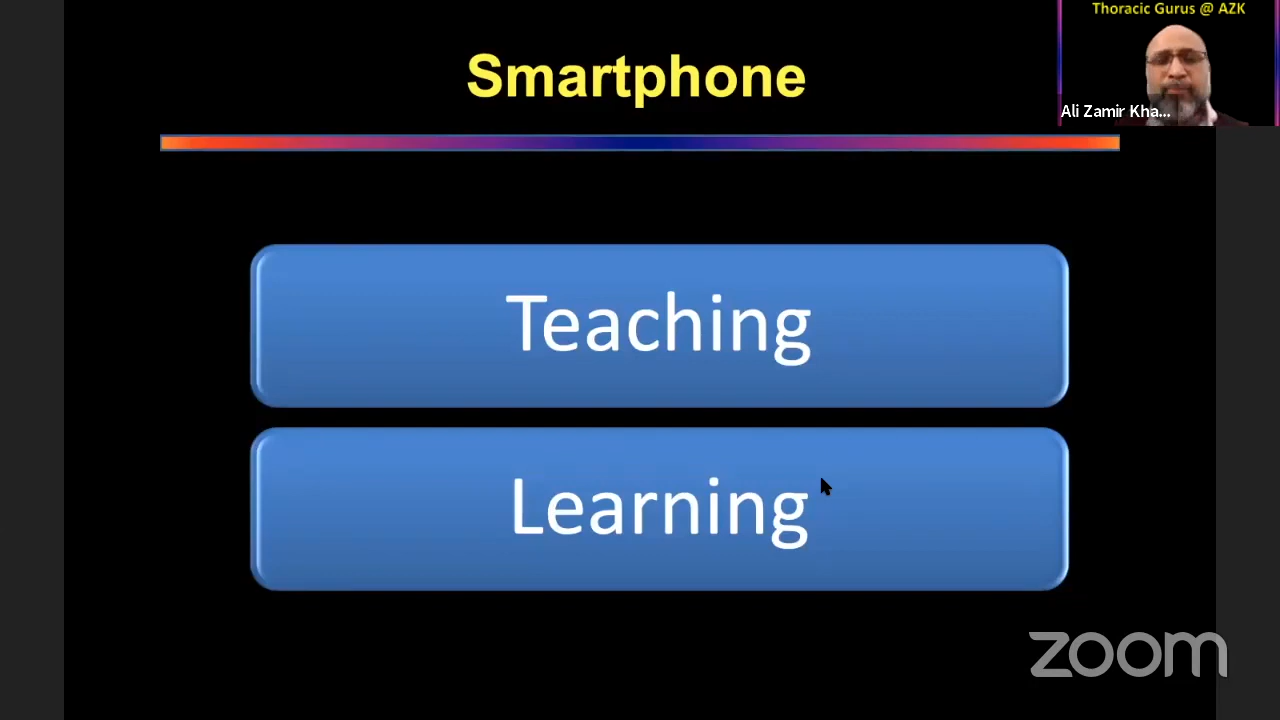 Thoracic Gurus @ AZK
Smartphone
Ali Zamir Kha...
Teaching
Learning
zoom